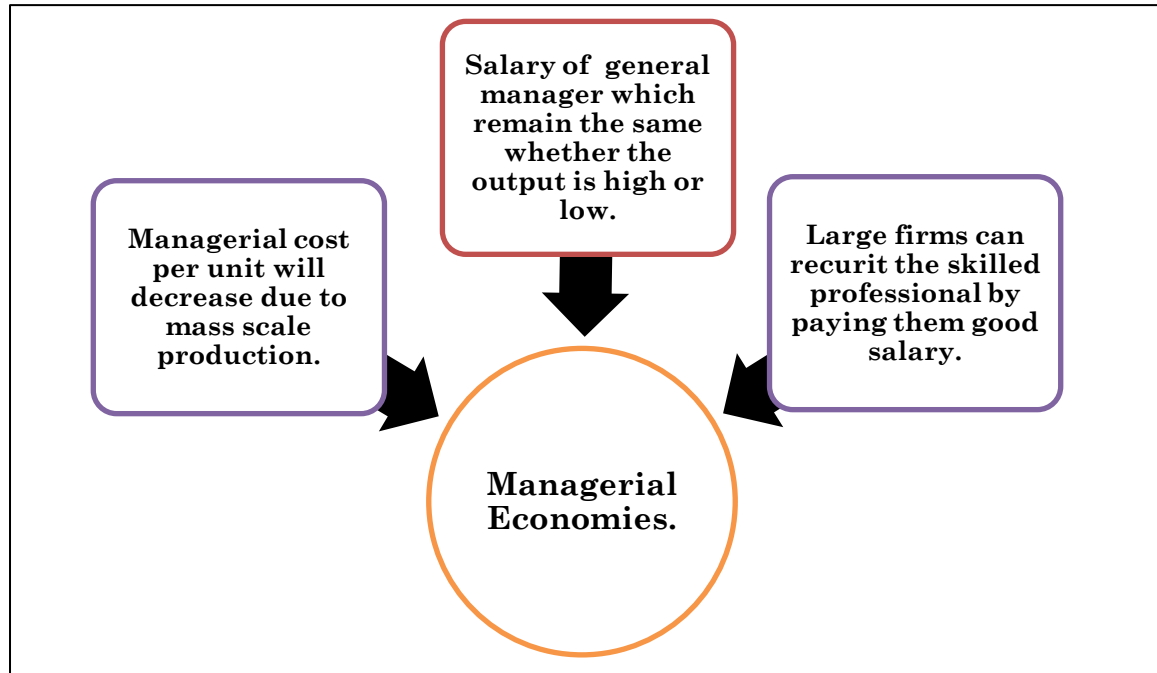 Salary of general
manager which
remain the same
whether the
output is high or
low.
Managerial cost
per unit will
decrease due to
mass scale
production.
Large firms can
recurit the skilled
professional by
paying them good
salary.
Managerial
Economies.